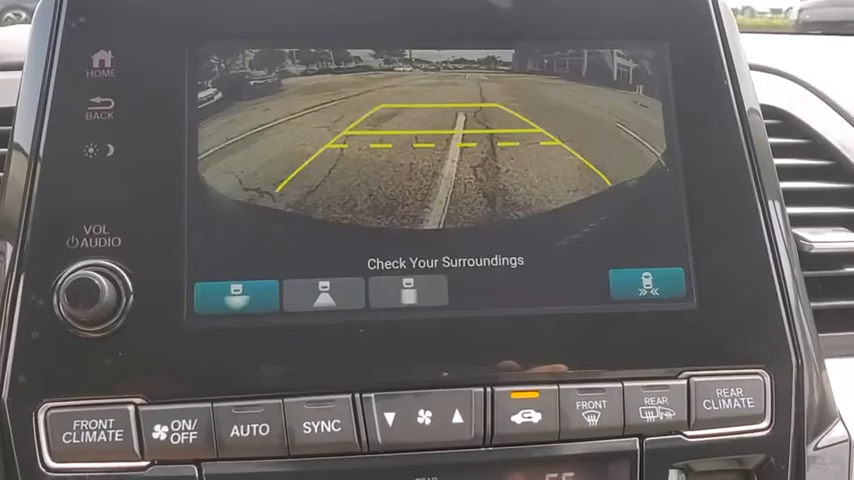 HOME
BACK
VOL
AUDIO
Check Your Surroundings
FRONT
CLIMATE
ON/
OFF
AUTO
SYNC
FRONT
REAR
REAR
CLIMATE